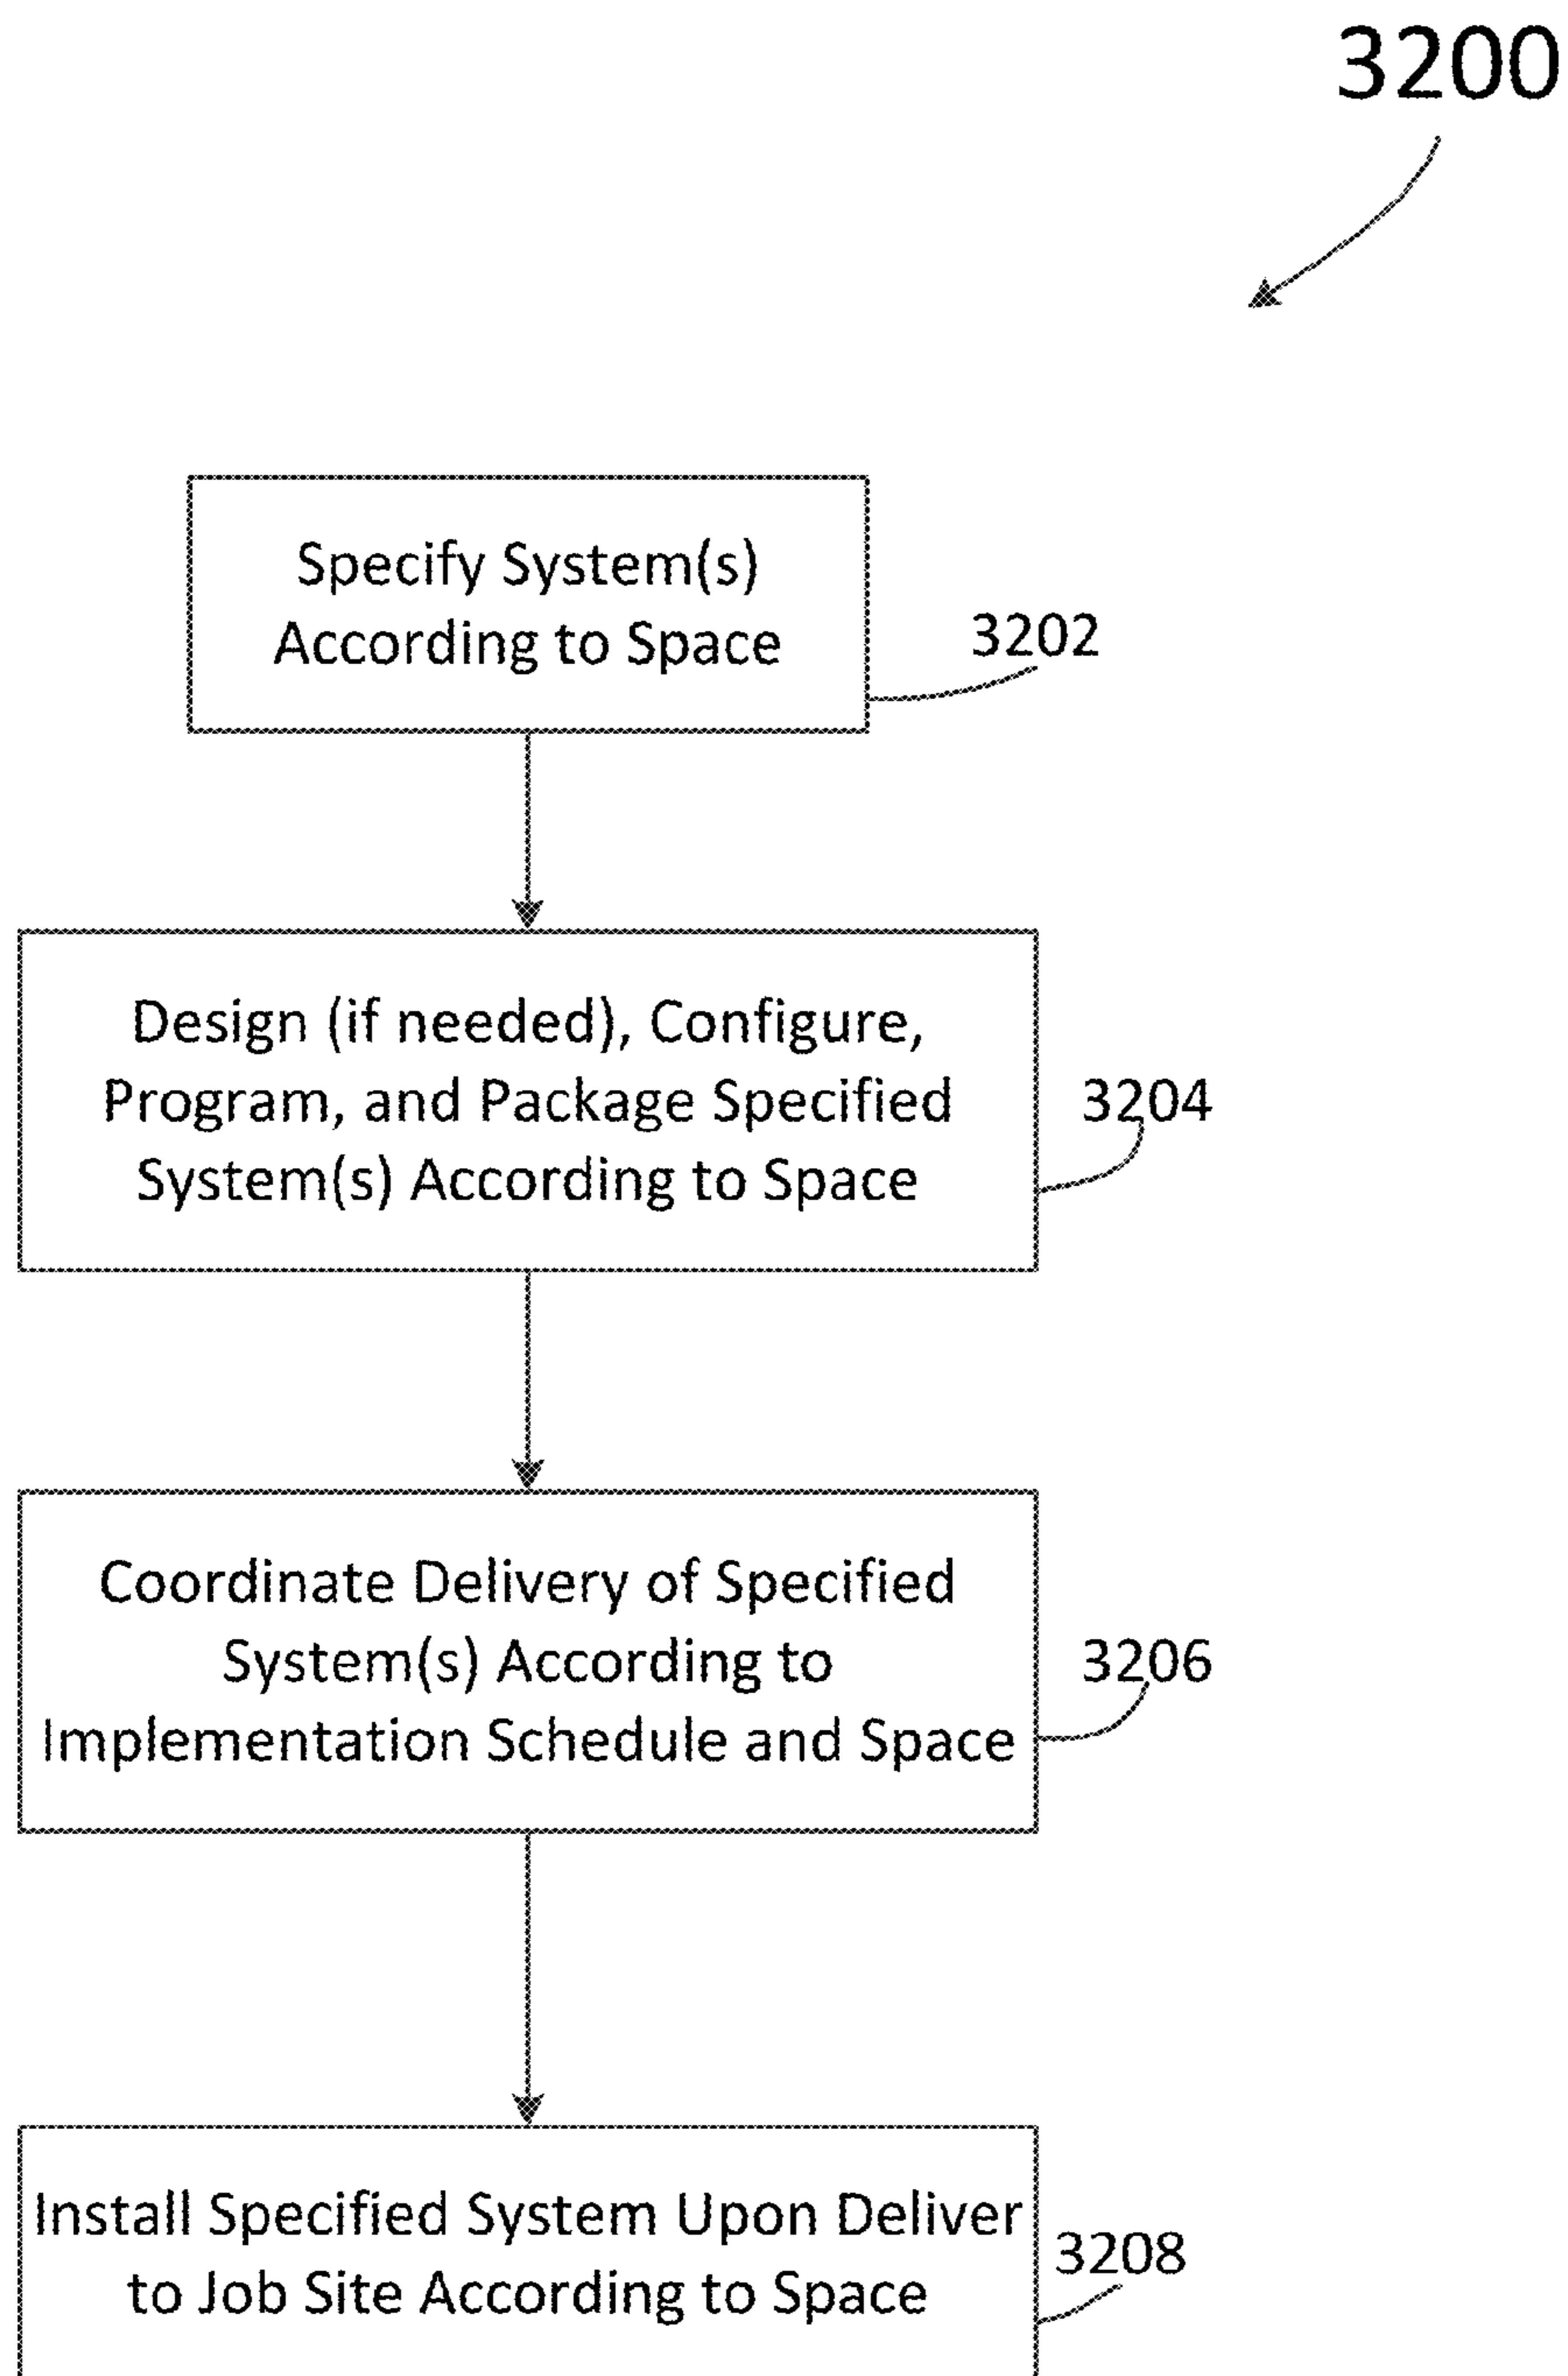 3200
Specify System(s)
According to Space
3202
Design (if needed), Configure,
Program, and Package Specified
System(s) According to Space
3204
Coordinate Delivery of Specified
System(s) According to
Implementation Schedule and Space
3206
Install Specified System Upon Deliver
to Job Site According to Space
3208